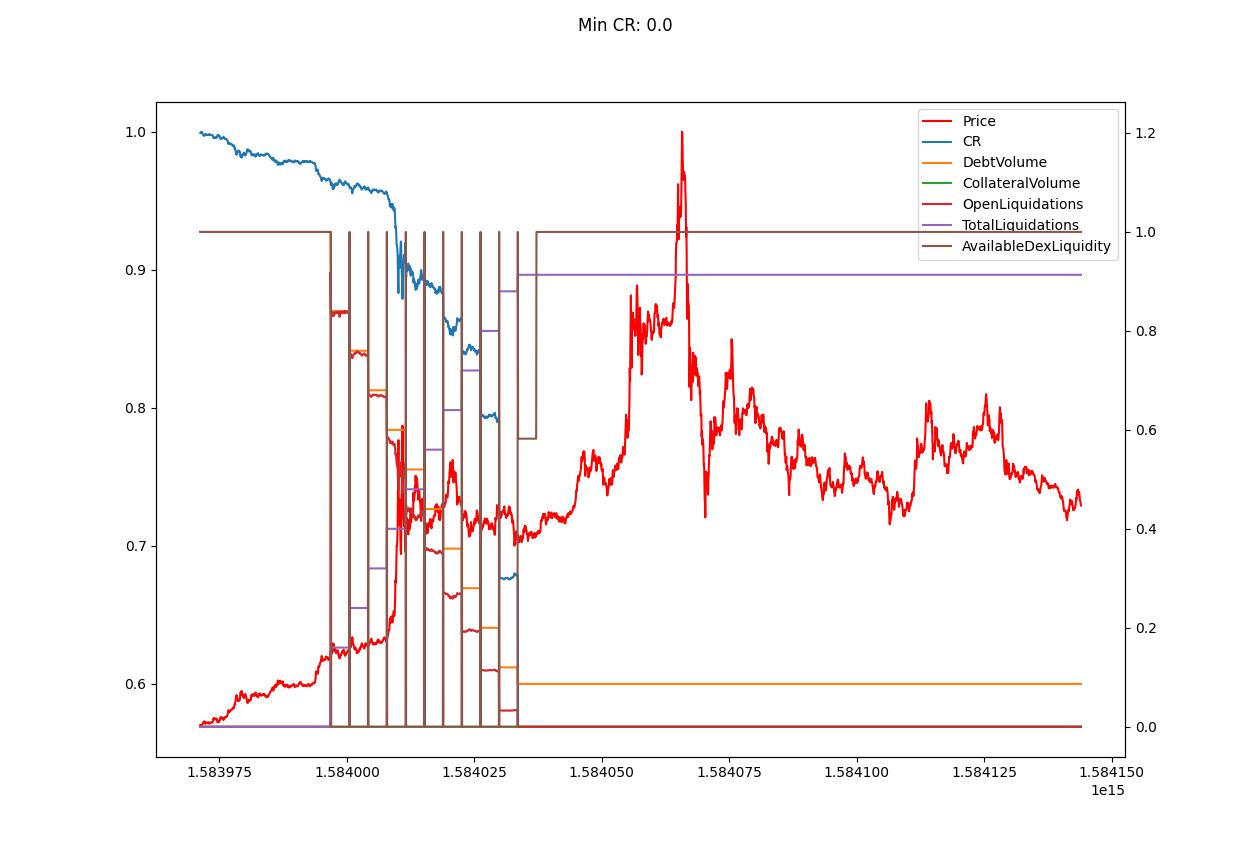 Min CR: 0.0
1.0
0.9
0.8
0.7
0.6
1.2
1.0
0.8
0.6
0.4
0.2
0.0
Price
CR
DebtVolume
CollateralVolume
OpenLiquidations
TotalLiquidations
AvailableDexLiquidity
1.583975
1.584000
1.584025
1.584050
1.584075
1.584100
1.584125
1.584150
1e15